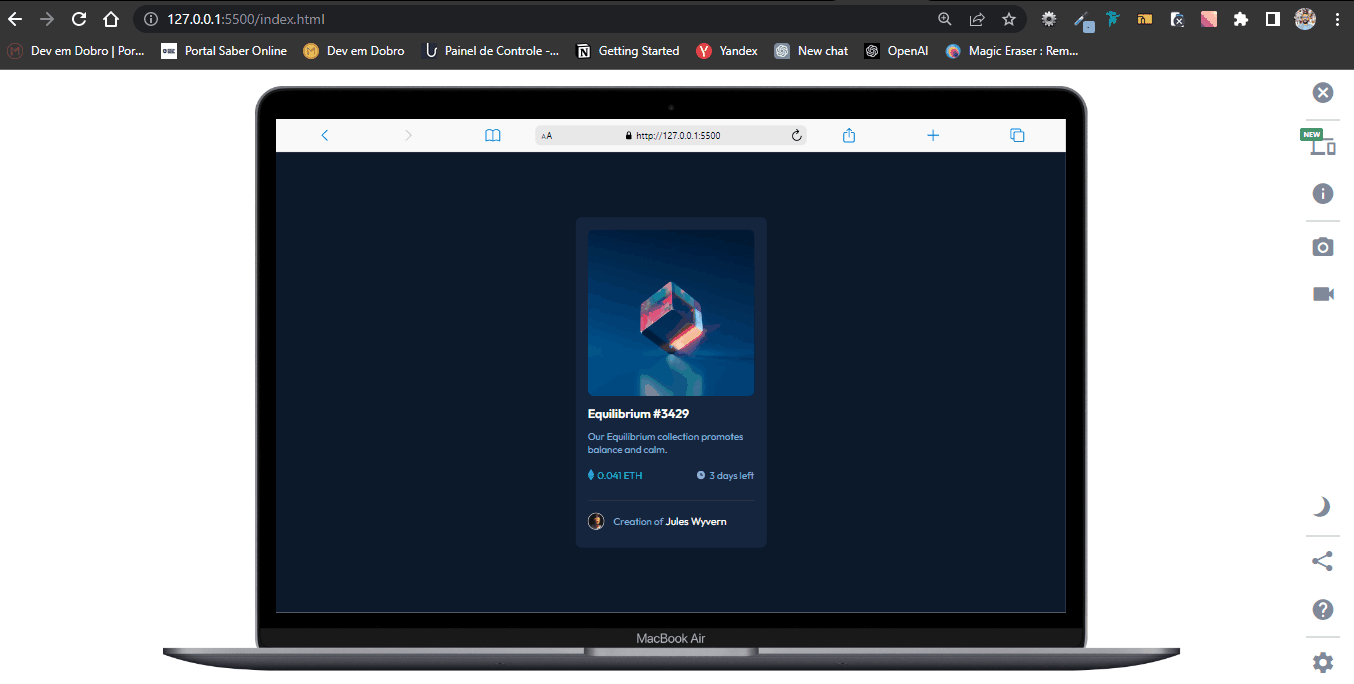 127.0.0.1:5500/index.html
Dev em Dobro | Por... Portal Saber Online Dev em Dobro Painel de Controle -... Getting Started Yandex New chat OpenAI Magic Eraser : Rem...
AA http://127.0.0.1:5500
NEW
Equilibrium #3429
Our Equilibrium collection promotes
balance and calm.
0.041 ETH 3 days left
Creation of Jules Wyvern
MacBook Air